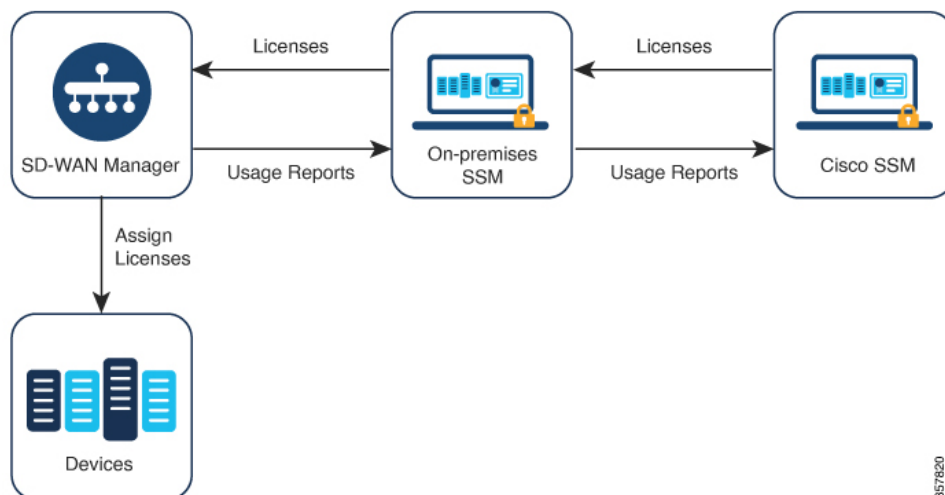 Licenses
Licenses
SD-WAN Manager
Usage Reports
On-premises
SSM
Usage Reports
Cisco SSM
Assign
Licenses
Devices
357820